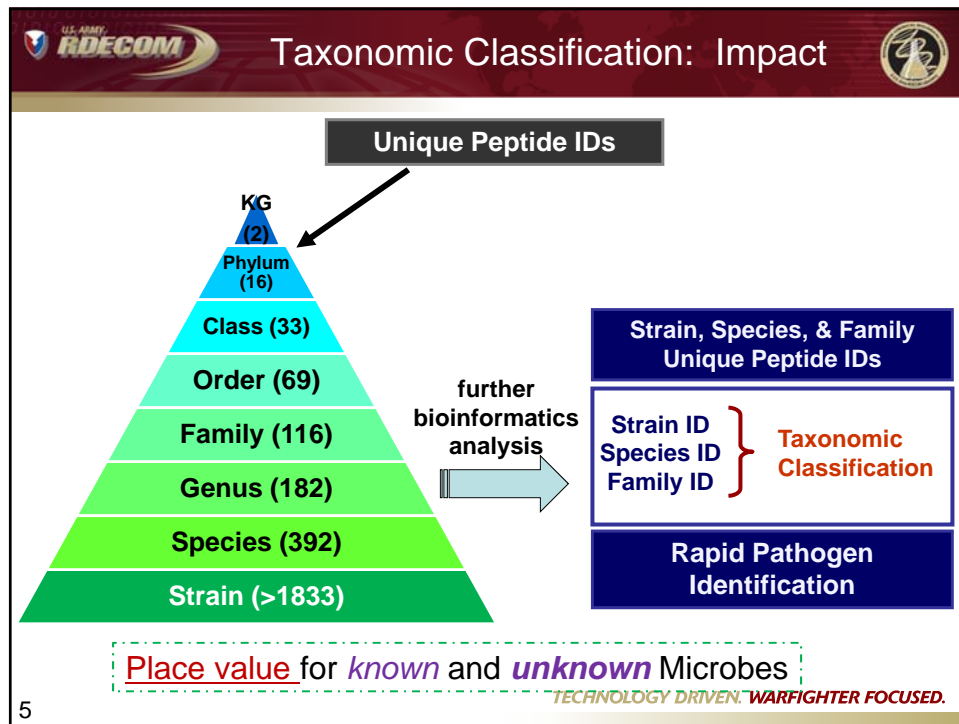 U.S. ARMY
RDECOM
Taxonomic Classification: Impact
Unique Peptide IDs
KG
(2)
Phylum
(16)
Class (33)
Order (69)
Family (116)
Genus (182)
Species (392)
Strain (>1833)
further
bioinformatics
analysis
Strain, Species, & Family
Unique Peptide IDs
Strain ID
Species ID
Family ID
Taxonomic
Classification
Rapid Pathogen
Identification
Place value for known and unknown Microbes
TECHNOLOGY DRIVEN. WARFIGHTER FOCUSED.
5